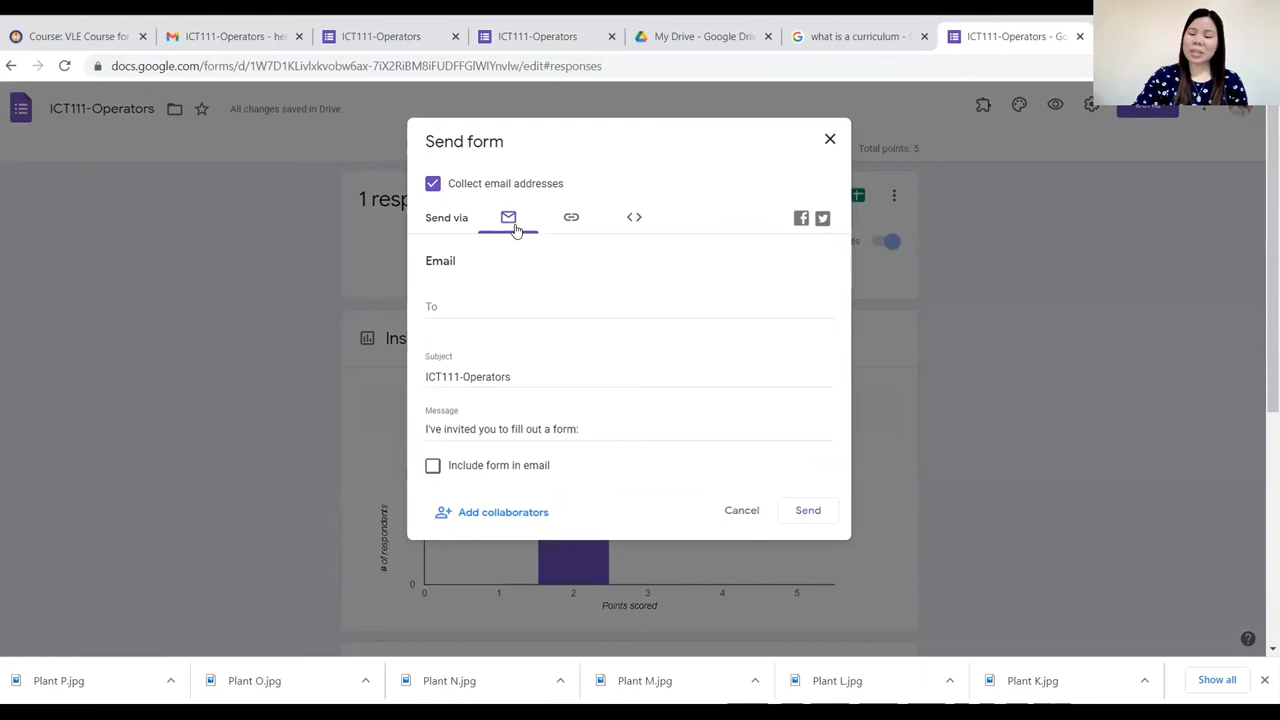 Course: VLE Course for
ICT111-Operators - he
ICT111-Operators
ICT111-Operators
My Drive - Google Driv
what is a curriculum -
ICT111-Operators - Go
docs.google.com/forms/d/1W7D1KLivlxkvobw6ax-7iX2RiBM8iFUDFFGlWIYnvIw/edit#responses
ICT111-Operators
All changes saved in Drive
Total points: 5
Send form
Collect email addresses
1 resp
Send via
Email
To
Ins
Subject
ICT111-Operators
Message
I've invited you to fill out a form:
Include form in email
Add collaborators
Cancel
Send
# of respondents
0
0 1 2 3 4 5
Points scored
Plant P.jpg
Plant O.jpg
Plant N.jpg
Plant M.jpg
Plant L.jpg
Plant K.jpg
Show all